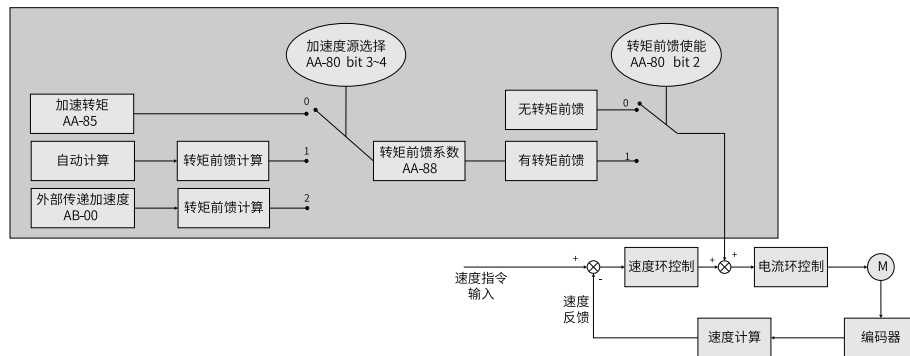 加速度源选择
AA-80 bit 3~4
转矩前馈使能
AA-80 bit 2
加速转矩
AA-85
0
无转矩前馈
0
自动计算
转矩前馈计算
1
转矩前馈系数
AA-88
有转矩前馈
1
外部传递加速度
AB-00
转矩前馈计算
2
速度指令
输入
+
-
速度环控制
+
+
电流环控制
M
速度
反馈
速度计算
编码器